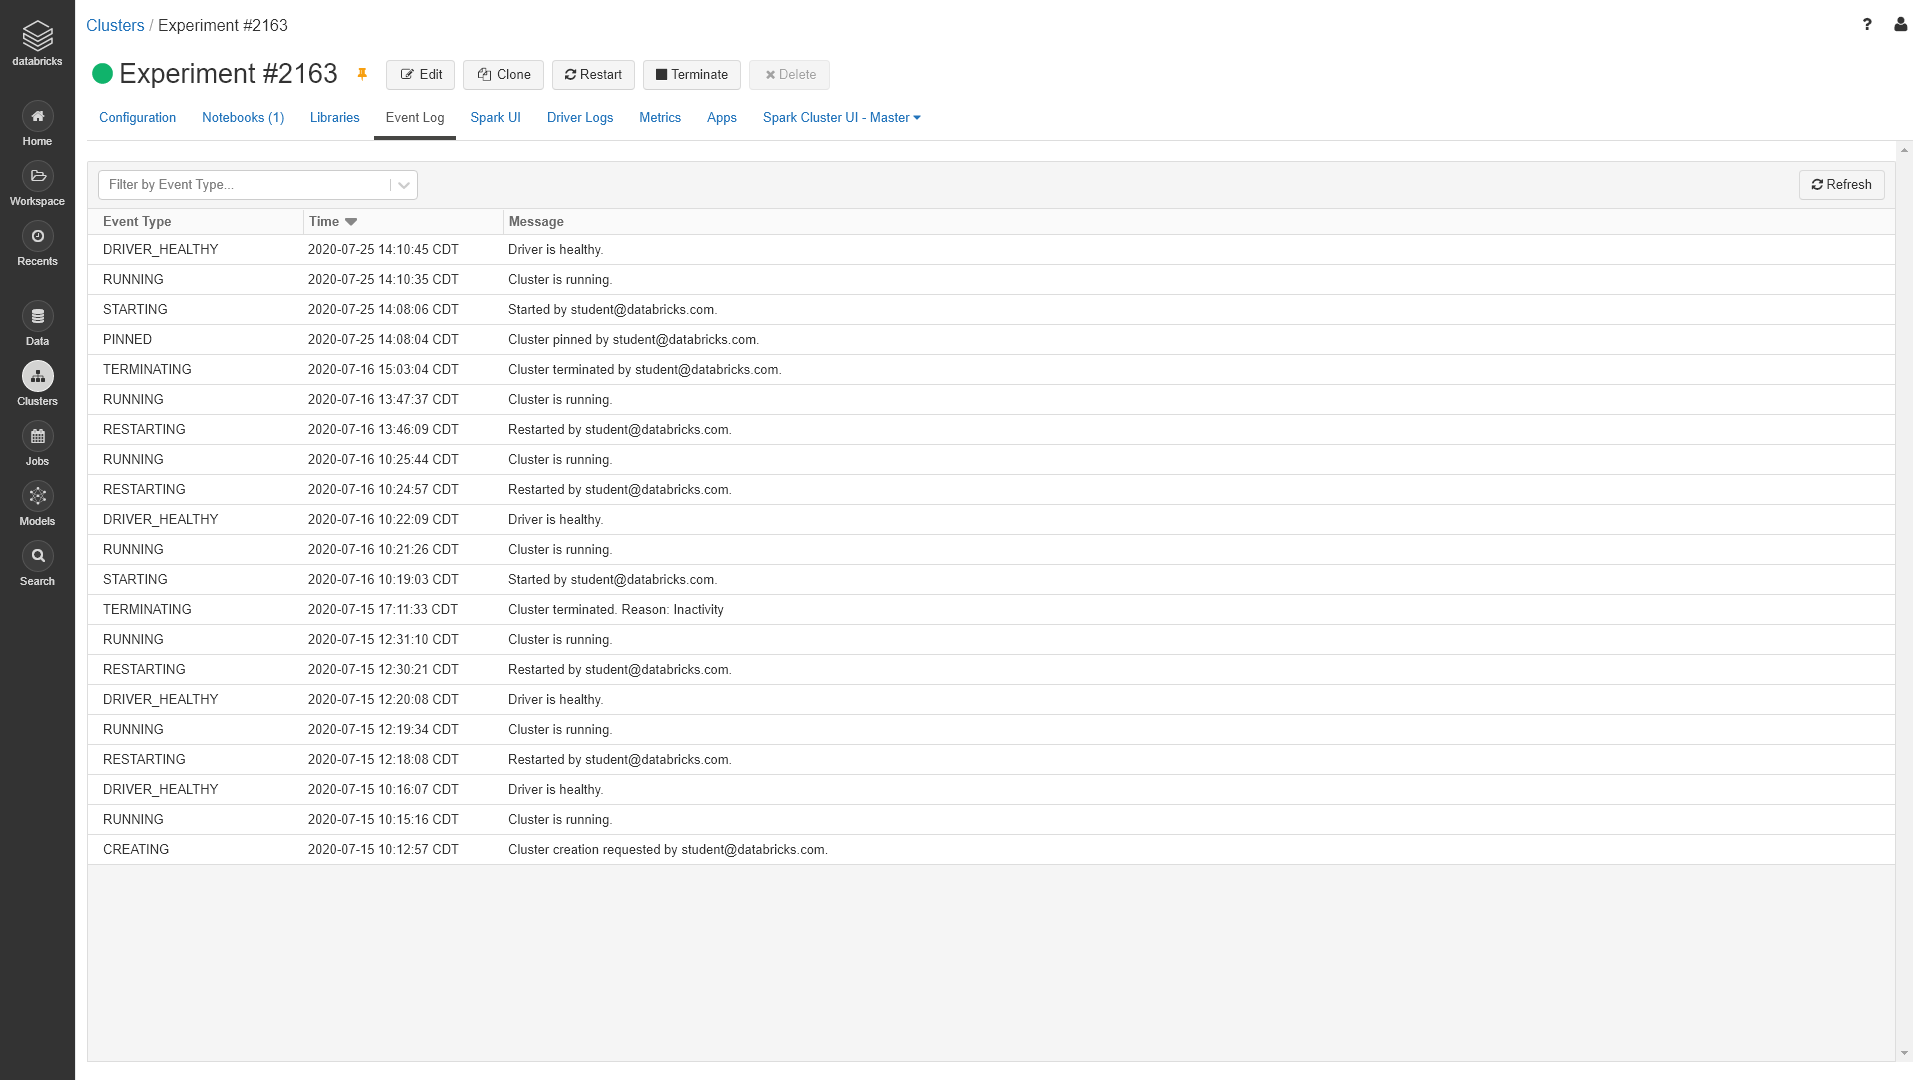 databricks
Home
Workspace
Recents
Data
Clusters
Jobs
Models
Search
Clusters / Experiment #2163
?
Experiment #2163
Edit Clone Restart Terminate Delete
Configuration Notebooks (1) Libraries Event Log Spark UI Driver Logs Metrics Apps Spark Cluster UI - Master
Filter by Event Type... Refresh
Event Type Time Message
DRIVER_HEALTHY 2020-07-25 14:10:45 CDT Driver is healthy.
RUNNING 2020-07-25 14:10:35 CDT Cluster is running.
STARTING 2020-07-25 14:08:06 CDT Started by student@databricks.com.
PINNED 2020-07-25 14:08:04 CDT Cluster pinned by student@databricks.com.
TERMINATING 2020-07-16 15:03:04 CDT Cluster terminated by student@databricks.com.
RUNNING 2020-07-16 13:47:37 CDT Cluster is running.
RESTARTING 2020-07-16 13:46:09 CDT Restarted by student@databricks.com.
RUNNING 2020-07-16 10:25:44 CDT Cluster is running.
RESTARTING 2020-07-16 10:24:57 CDT Restarted by student@databricks.com.
DRIVER_HEALTHY 2020-07-16 10:22:09 CDT Driver is healthy.
RUNNING 2020-07-16 10:21:26 CDT Cluster is running.
STARTING 2020-07-16 10:19:03 CDT Started by student@databricks.com.
TERMINATING 2020-07-15 17:11:33 CDT Cluster terminated. Reason: Inactivity
RUNNING 2020-07-15 12:31:10 CDT Cluster is running.
RESTARTING 2020-07-15 12:30:21 CDT Restarted by student@databricks.com.
DRIVER_HEALTHY 2020-07-15 12:20:08 CDT Driver is healthy.
RUNNING 2020-07-15 12:19:34 CDT Cluster is running.
RESTARTING 2020-07-15 12:18:08 CDT Restarted by student@databricks.com.
DRIVER_HEALTHY 2020-07-15 10:16:07 CDT Driver is healthy.
RUNNING 2020-07-15 10:15:16 CDT Cluster is running.
CREATING 2020-07-15 10:12:57 CDT Cluster creation requested by student@databricks.com.